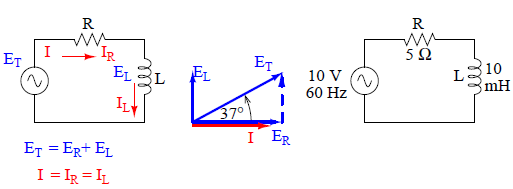 R
I
I_R
E_T
E_L
L
I_L
E_T = E_R+ E_L
I = I_R = I_L
E_L
E_T
37°
I
E_R
R
5 Ω
10 V
60 Hz
L
10
mH